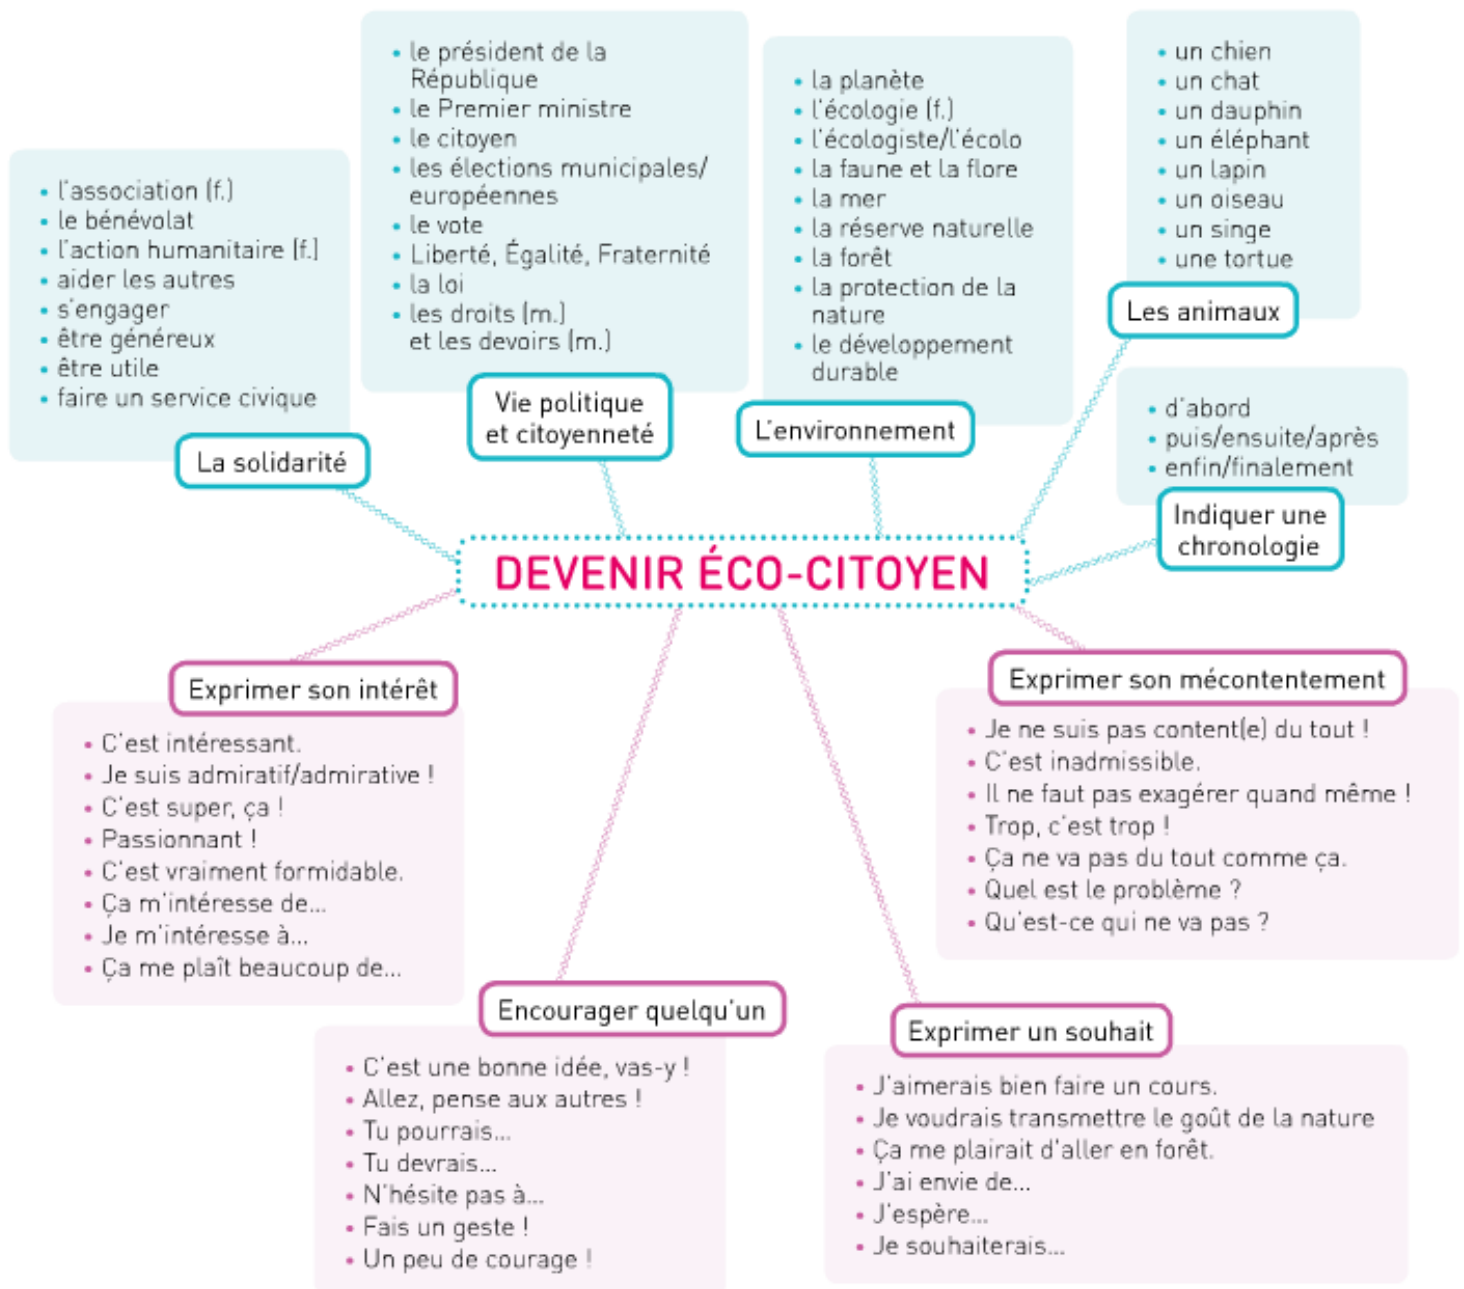 • l'association (f.)
• le bénévolat
• l'action humanitaire (f.)
• aider les autres
• s'engager
• être généreux
• être utile
• faire un service civique
La solidarité
• le président de la
République
• le Premier ministre
• le citoyen
• les élections municipales/
européennes
• le vote
• Liberté, Égalité, Fraternité
• la loi
• les droits (m.)
et les devoirs (m.)
Vie politique
et citoyenneté
• la planète
• l'écologie (f.)
• l'écologiste/l'écolo
• la faune et la flore
• la mer
• la réserve naturelle
• la forêt
• la protection de la
nature
• le développement
durable
L'environnement
• un chien
• un chat
• un dauphin
• un éléphant
• un lapin
• un oiseau
• un singe
• une tortue
Les animaux
• d'abord
• puis/ensuite/après
• enfin/finalement
Indiquer une
chronologie
DEVENIR ÉCO-CITOYEN
Exprimer son intérêt
• C'est intéressant.
• Je suis admiratif/admirative !
• C'est super, ça !
• Passionnant !
• C'est vraiment formidable.
• Ça m'intéresse de...
• Je m'intéresse à...
• Ça me plaît beaucoup de...
Encourager quelqu'un
• C'est une bonne idée, vas-y !
• Allez, pense aux autres !
• Tu pourrais...
• Tu devrais...
• N'hésite pas à...
• Fais un geste !
• Un peu de courage !
Exprimer un souhait
• J'aimerais bien faire un cours.
• Je voudrais transmettre le goût de la nature
• Ça me plairait d'aller en forêt.
• J'ai envie de...
• J'espère...
• Je souhaiterais...
Exprimer son mécontentement
• Je ne suis pas content(e) du tout !
• C'est inadmissible.
• Il ne faut pas exagérer quand même !
• Trop, c'est trop !
• Ça ne va pas du tout comme ça.
• Quel est le problème ?
• Qu'est-ce qui ne va pas ?